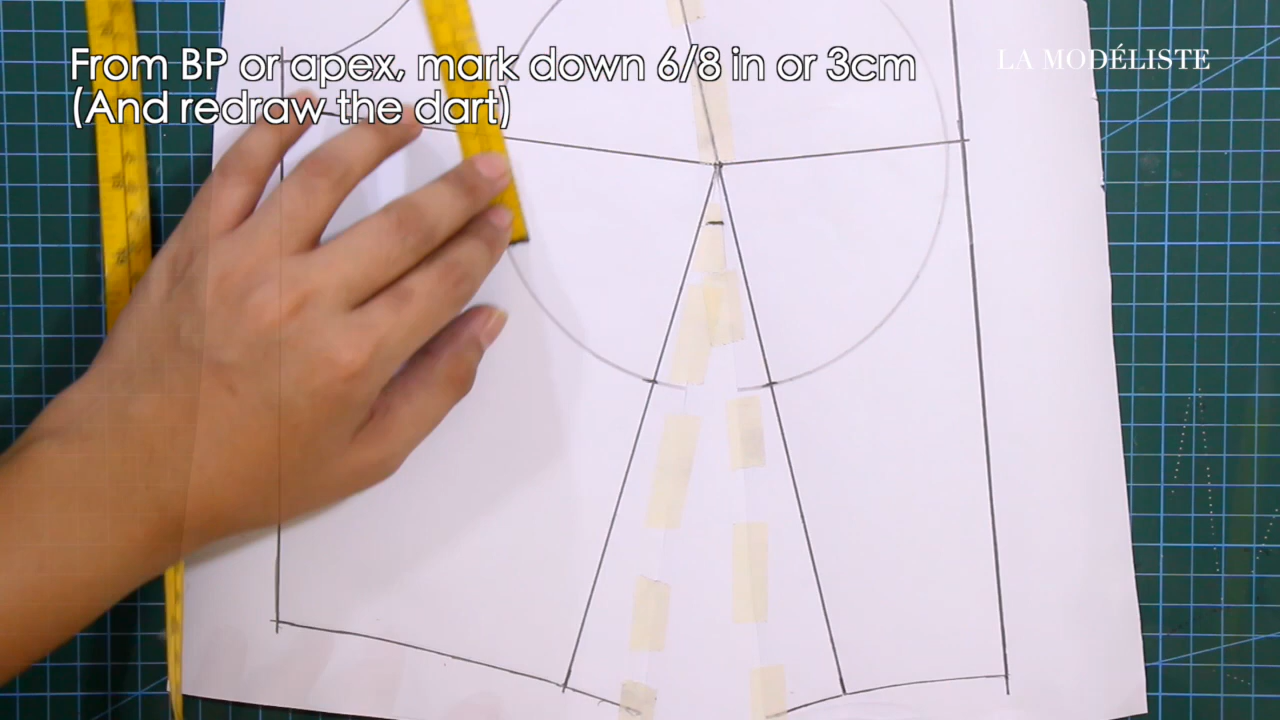 From BP or apex, mark down 6/8 in or 3cm
(And redraw the dart)
LA MODÉLISTE